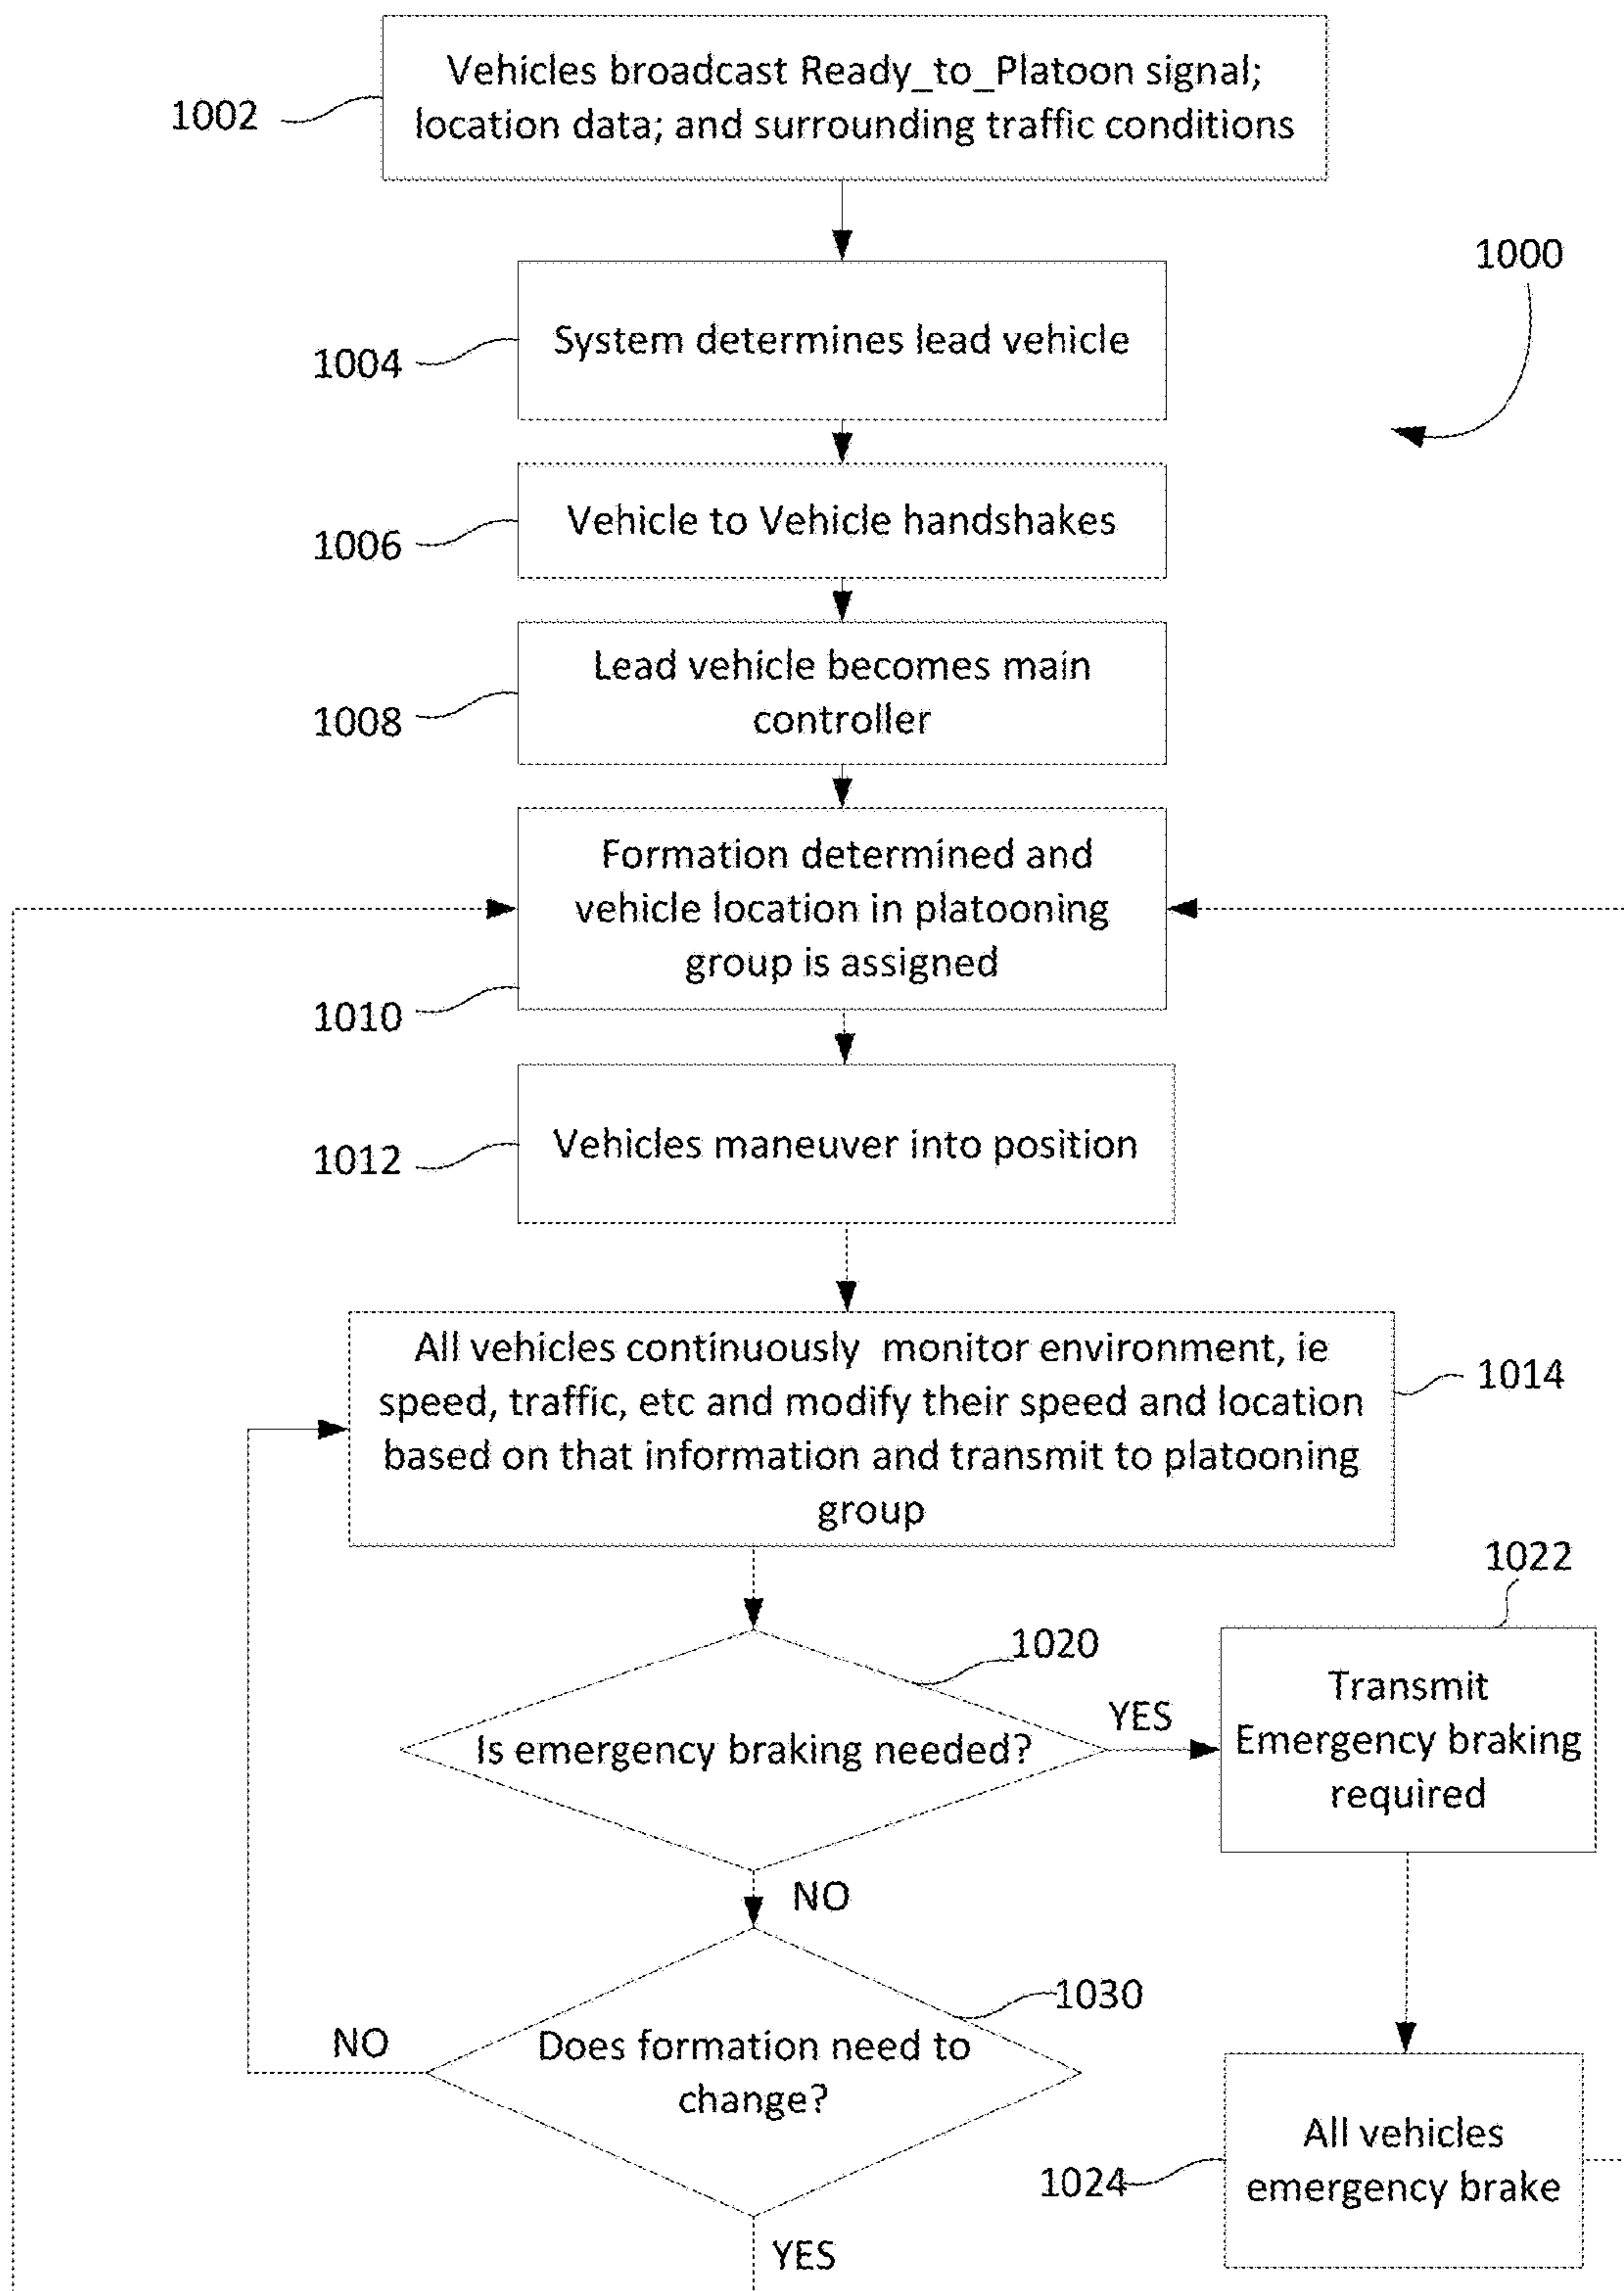 Vehicles broadcast Ready_to_Platoon signal;
location data; and surrounding traffic conditions
1002
1000
System determines lead vehicle
1004
Vehicle to Vehicle handshakes
1006
Lead vehicle becomes main
controller
1008
Formation determined and
vehicle location in platooning
group is assigned
1010
Vehicles maneuver into position
1012
All vehicles continuously monitor environment, ie
speed, traffic, etc and modify their speed and location
based on that information and transmit to platooning
group
1014
1022
1020
Is emergency braking needed?
YES
Transmit
Emergency braking
required
NO
1030
Does formation need to
change?
NO
All vehicles
emergency brake
1024
YES